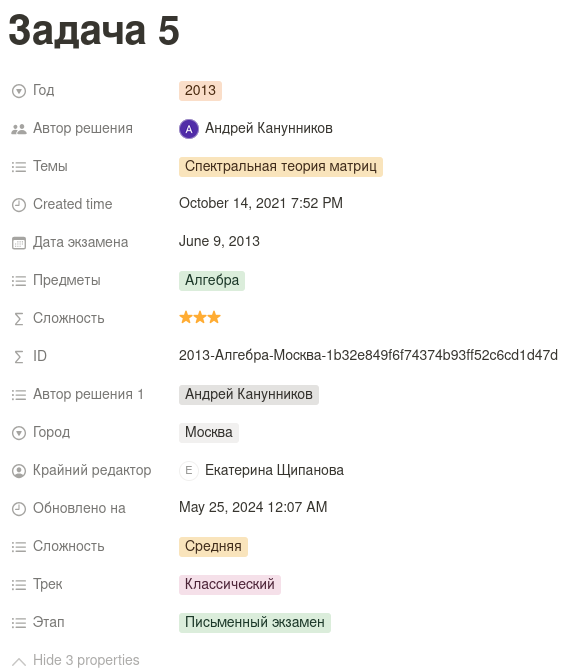 Задача 5
Год 2013
Автор решения A Андрей Канунников
Темы Спектральная теория матриц
Created time October 14, 2021 7:52 PM
Дата экзамена June 9, 2013
Предметы Алгебра
Сложность ⭐⭐⭐
ID 2013-Алгебра-Москва-1b32e849f6f74374b93ff52c6cd1d47d
Автор решения 1 Андрей Канунников
Город Москва
Крайний редактор E Екатерина Щипанова
Обновлено на May 25, 2024 12:07 AM
Сложность Средняя
Трек Классический
Этап Письменный экзамен
Hide 3 properties